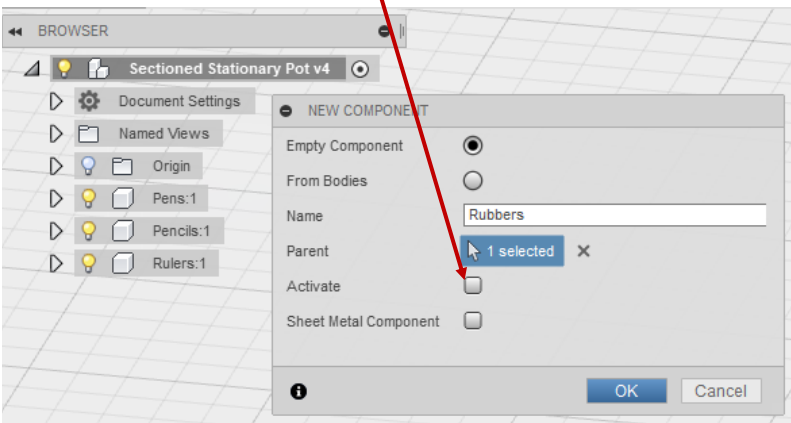 BROWSER
Sectioned Stationary Pot v4
Document Settings
Named Views
Origin
Pens:1
Pencils:1
Rulers:1
NEW COMPONENT
Empty Component
From Bodies
Name Rubbers
Parent 1 selected
Activate
Sheet Metal Component
OK Cancel